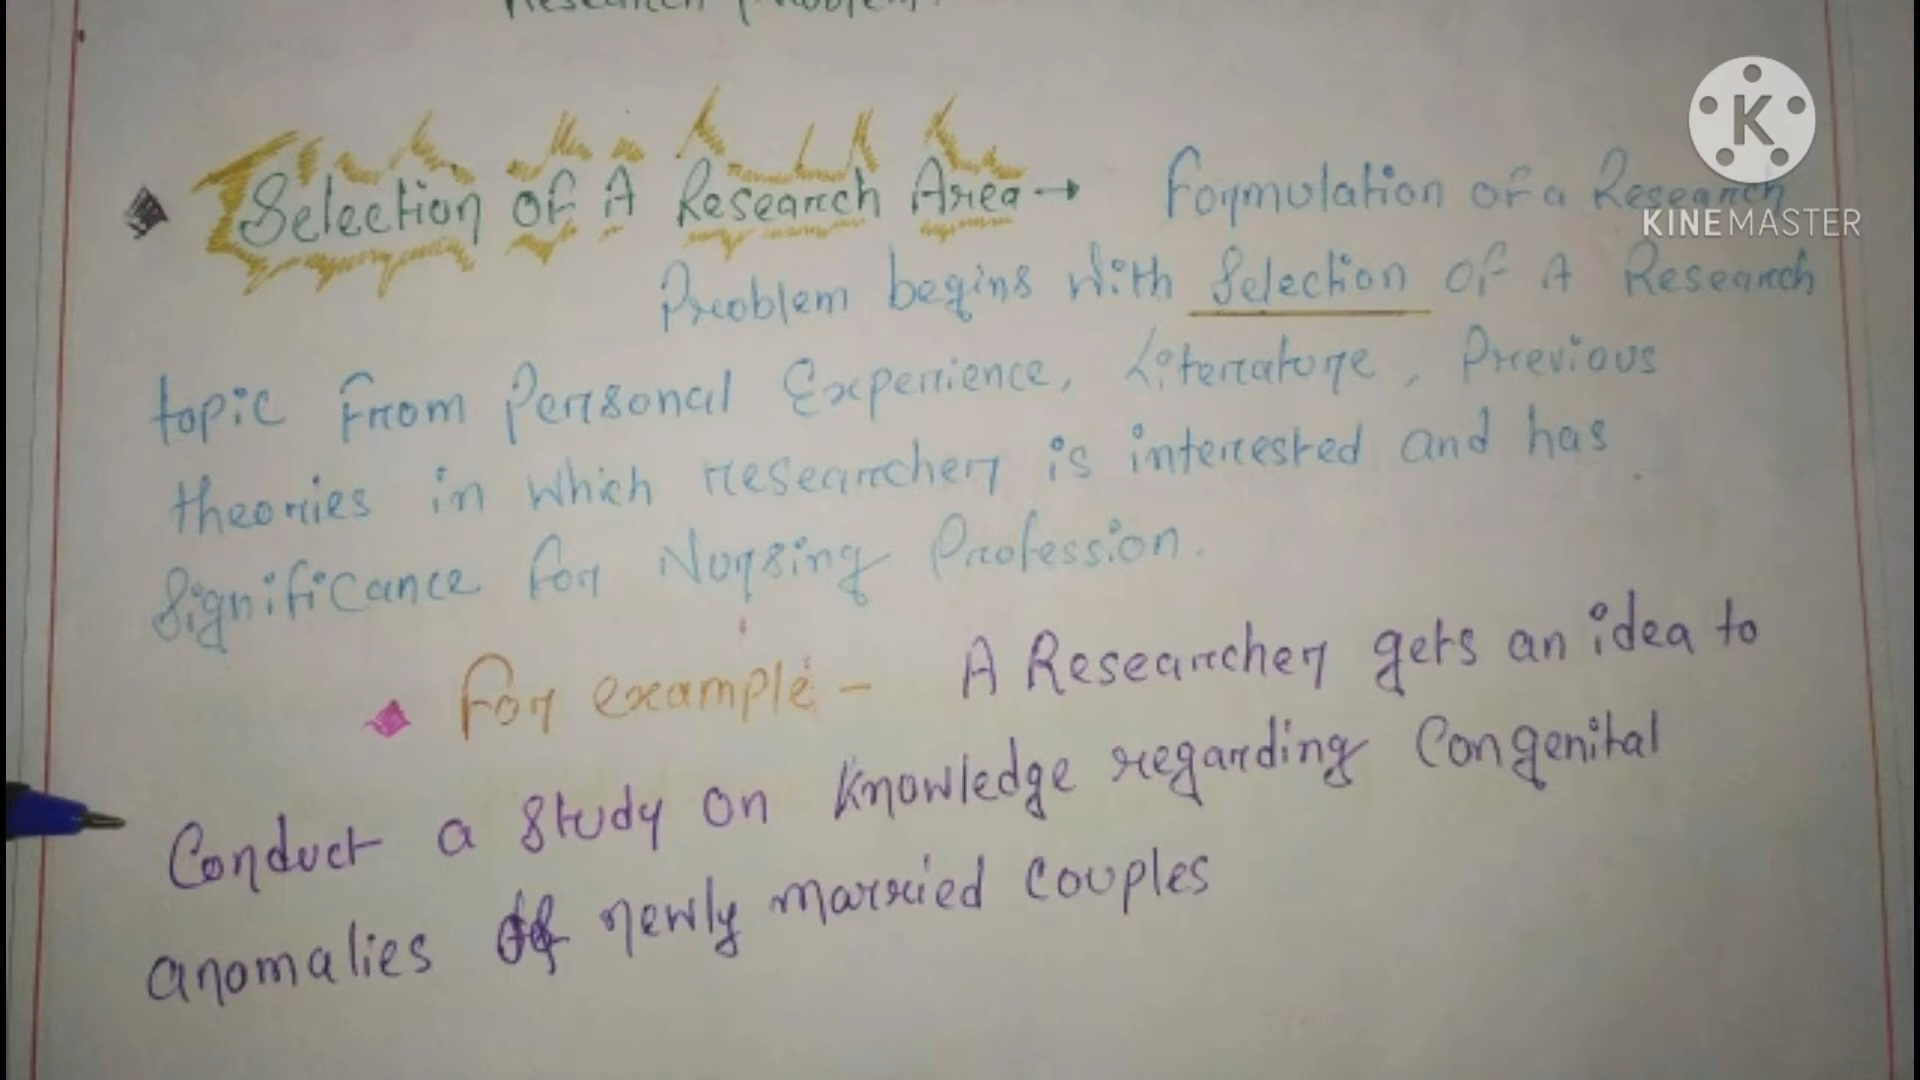 Research problem.
Selection of A Research Area → Formulation of a Research
Problem begins with Selection of A Research
topic from Personal Experience, Literature, Previous
theories in which researcher is interested and has
Significance for Nursing Profession.
For example - A Researcher gets an idea to
Conduct a study on Knowledge regarding Congenital
anomalies of newly married couples
K
KINEMASTER